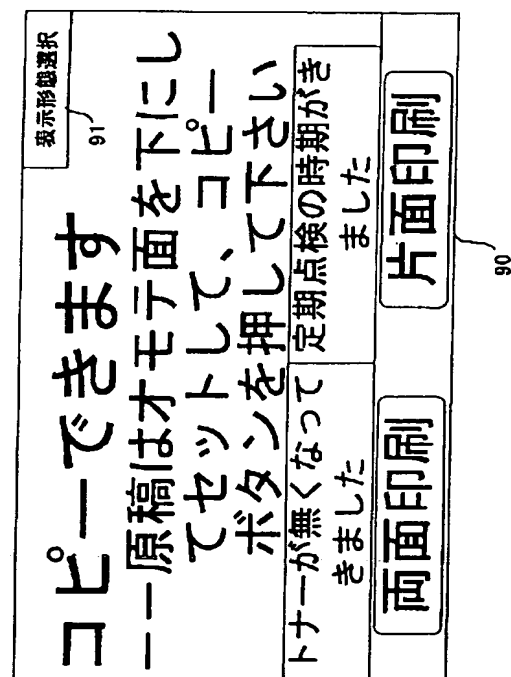 表示形態選択
91
コピーできます
ーー原稿はオモテ面を下にし
てセットして、コピー
ボタンを押して下さい
トナーが無くなって
きました
定期点検の時期がき
ました
両面印刷
片面印刷
90